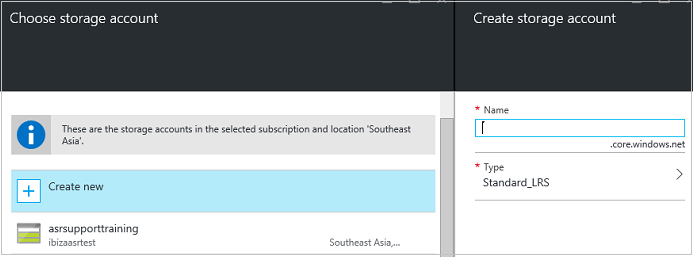 Choose storage account
These are the storage accounts in the selected subscription and location 'Southeast
Asia'.
Create new
asrsupporttraining
ibizaasrtest
Southeast Asia,...
Create storage account
* Name
.core.windows.net
* Type
Standard_LRS